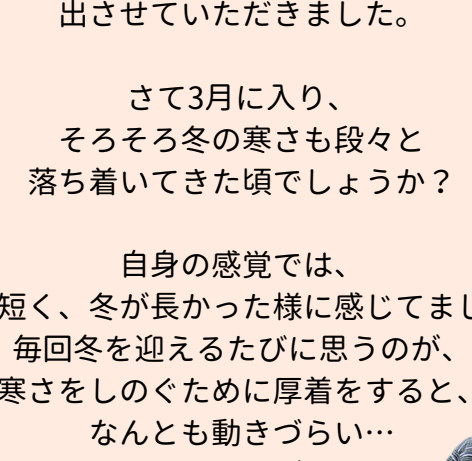 出させていただきました。
さて3月に入り、
そろそろ冬の寒さも段々と
落ち着いてきた頃でしょうか？
自身の感覚では、
短く、冬が長かった様に感じてまし
毎回冬を迎えるたびに思うのが、
寒さをしのぐために厚着をすると、
なんとも動きづらい…